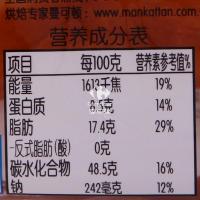 烘焙专家曼可顿: www.mankattan.com
营养成分表
项目 每100克 营养素参考值%
能量 1613千焦 19%
蛋白质 8.5克 14%
脂肪 17.4克 29%
-反式脂肪(酸) 0克
碳水化合物 48.5克 16%
钠 242毫克 12%